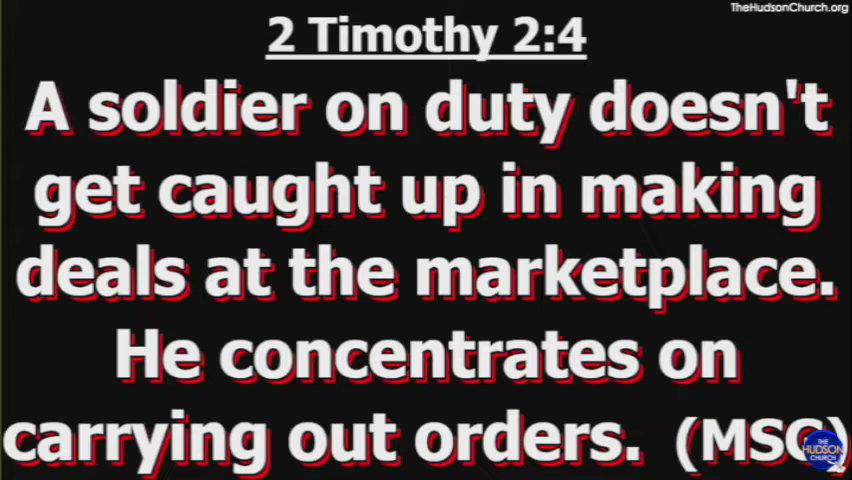 TheHudsonChurch.org
2 Timothy 2:4
A soldier on duty doesn't
get caught up in making
deals at the marketplace.
He concentrates on
carrying out orders. (MSG)
THE
HUDSON
CHURCH